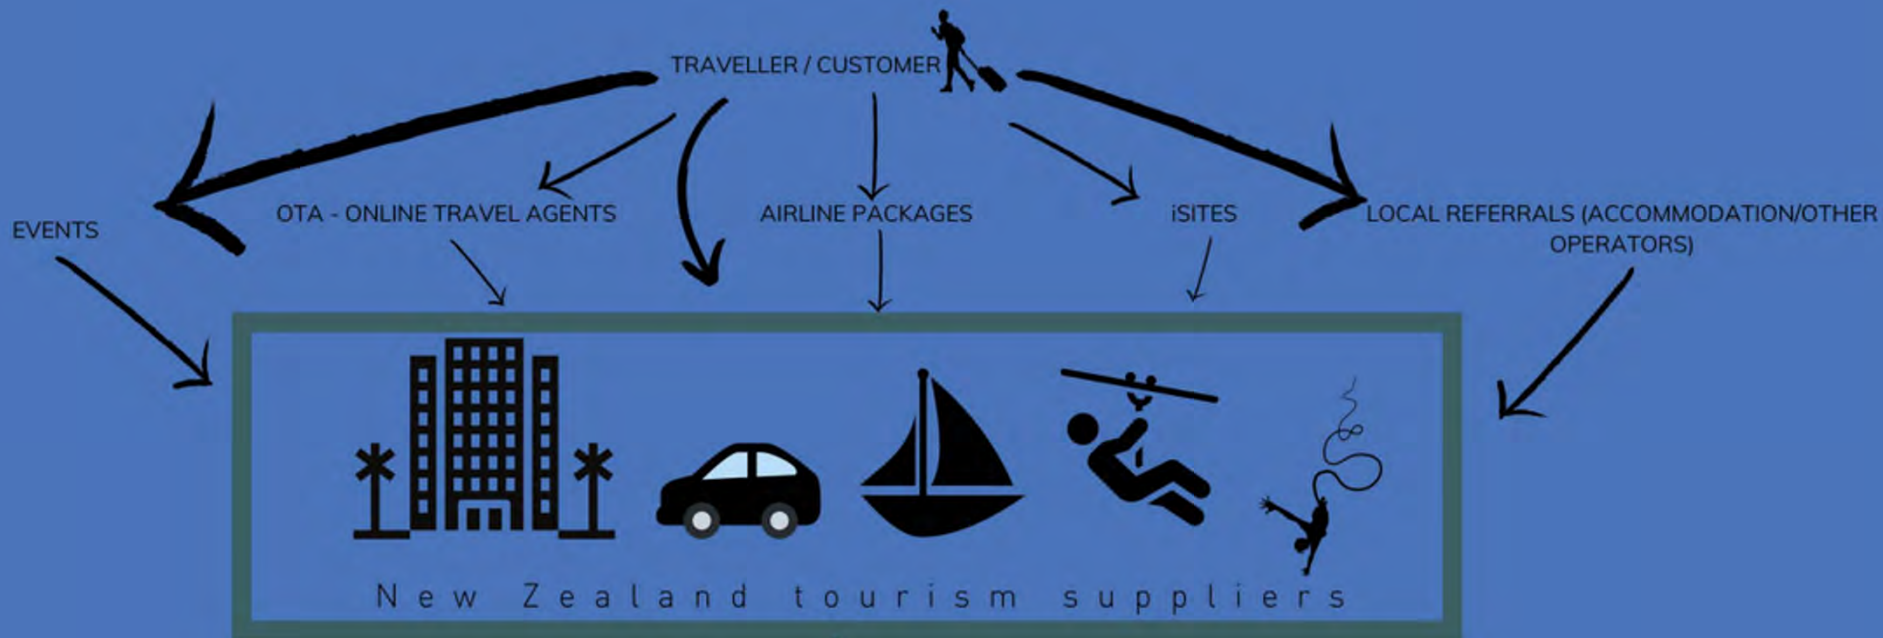 TRAVELLER / CUSTOMER
EVENTS
OTA - ONLINE TRAVEL AGENTS
AIRLINE PACKAGES
iSITES
LOCAL REFERRALS (ACCOMMODATION/OTHER
OPERATORS)
New Zealand tourism suppliers